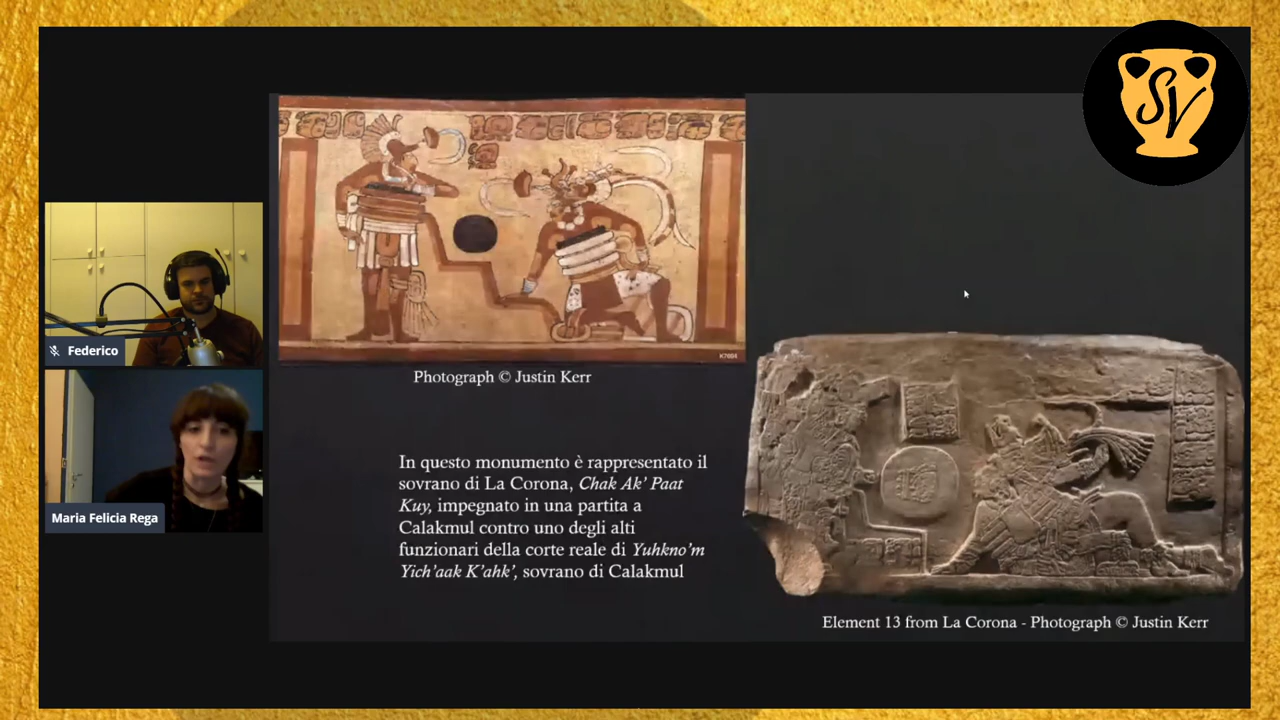 SV
K7694
Photograph © Justin Kerr
Federico
Maria Felicia Rega
In questo monumento è rappresentato il
sovrano di La Corona, Chak Ak' Paat
Kuy, impegnato in una partita a
Calakmul contro uno degli alti
funzionari della corte reale di Yuhkno'm
Yich'aak K'ahk', sovrano di Calakmul
Element 13 from La Corona - Photograph © Justin Kerr